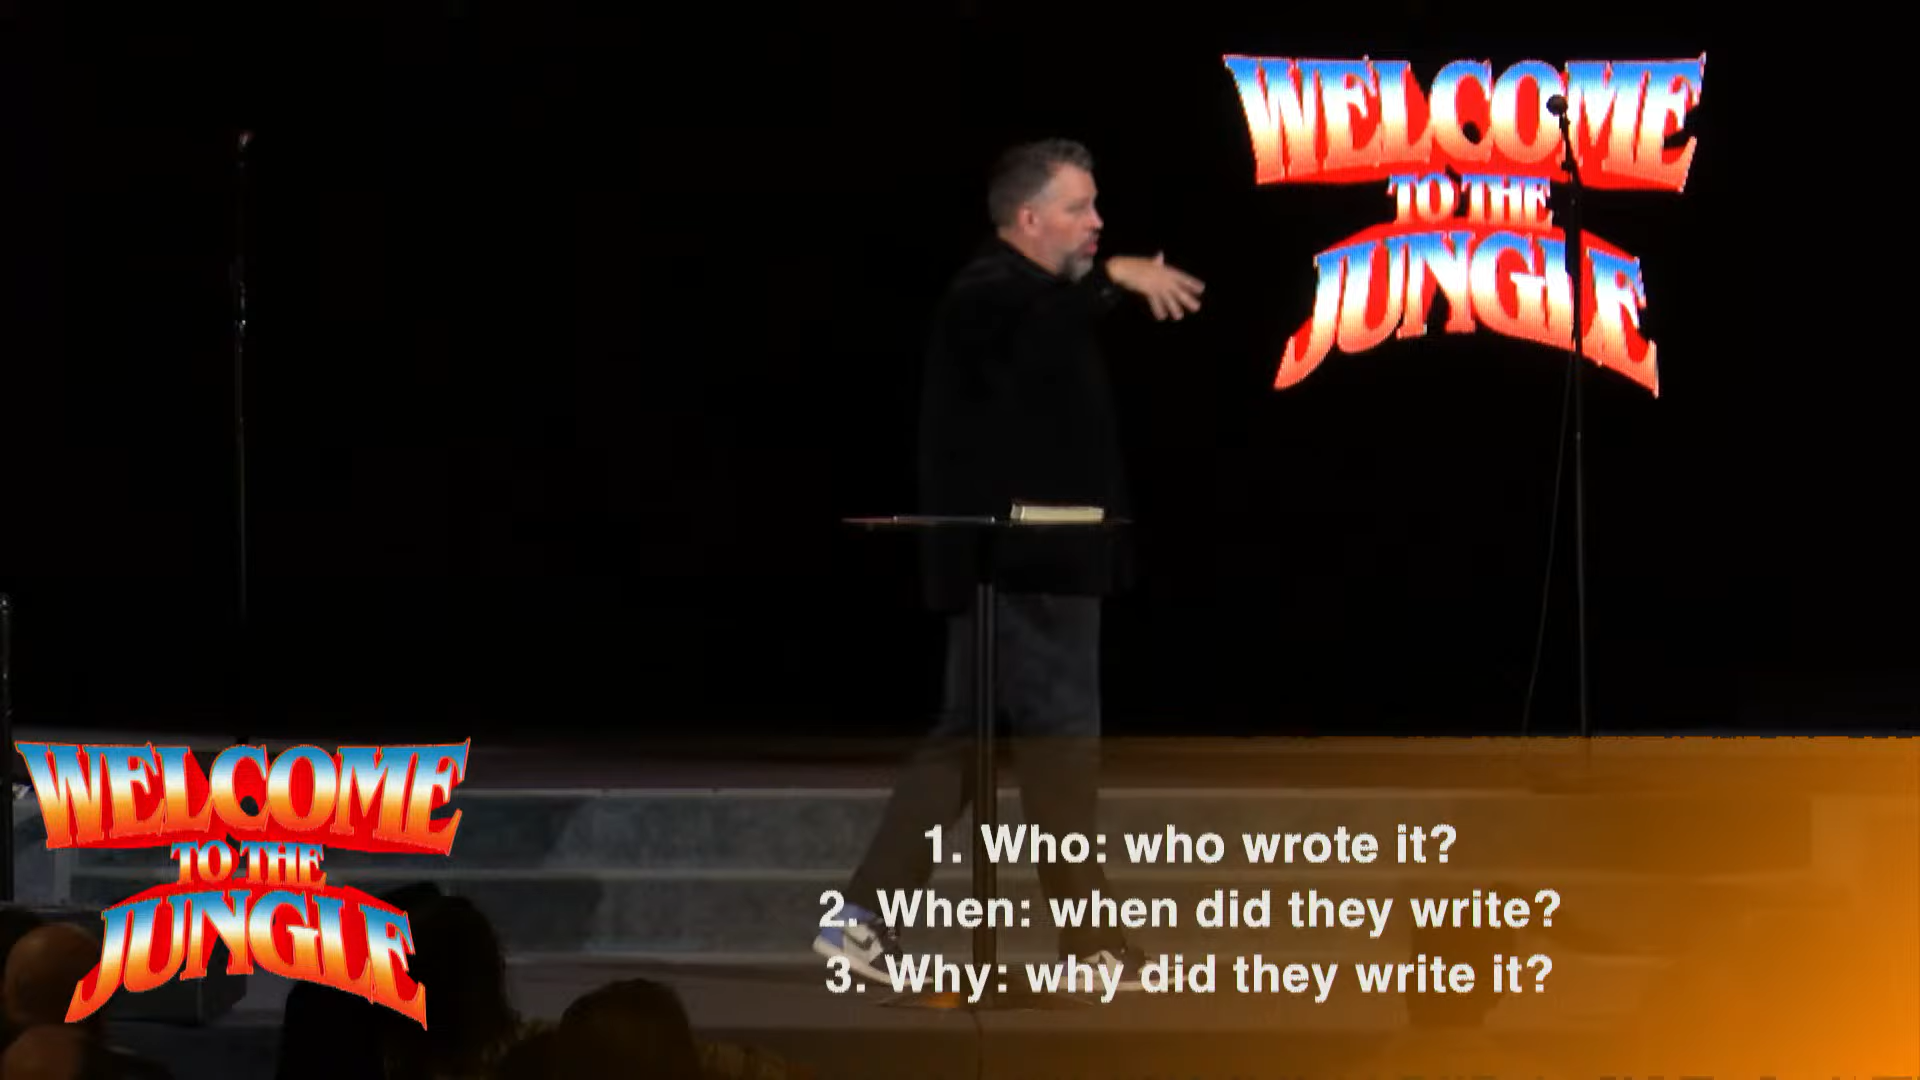 WELCOME
TO THE
JUNGLE
WELCOME
TO THE
JUNGLE
1. Who: who wrote it?
2. When: when did they write?
3. Why: why did they write it?